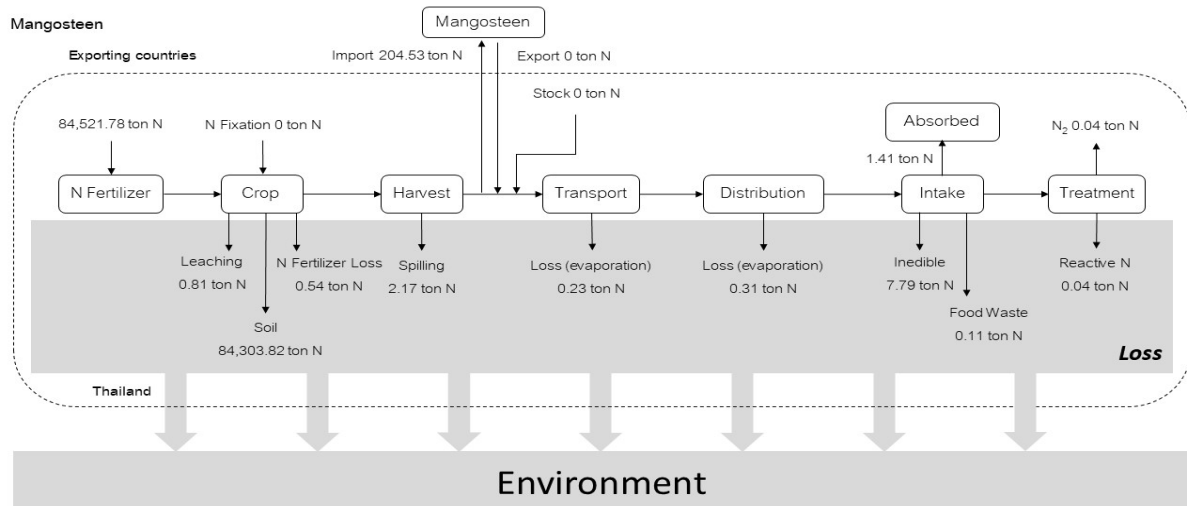 Mangosteen
Mangosteen
Exporting countries
Import 204.53 ton N
Export 0 ton N
Stock 0 ton N
84,521.78 ton N
N Fixation 0 ton N
Absorbed
N₂ 0.04 ton N
1.41 ton N
N Fertilizer
Crop
Harvest
Transport
Distribution
Intake
Treatment
Leaching
0.81 ton N
N Fertilizer Loss
0.54 ton N
Spilling
2.17 ton N
Loss (evaporation)
0.23 ton N
Loss (evaporation)
0.31 ton N
Inedible
7.79 ton N
Reactive N
0.04 ton N
Soil
84,303.82 ton N
Food Waste
0.11 ton N
Loss
Thailand
Environment